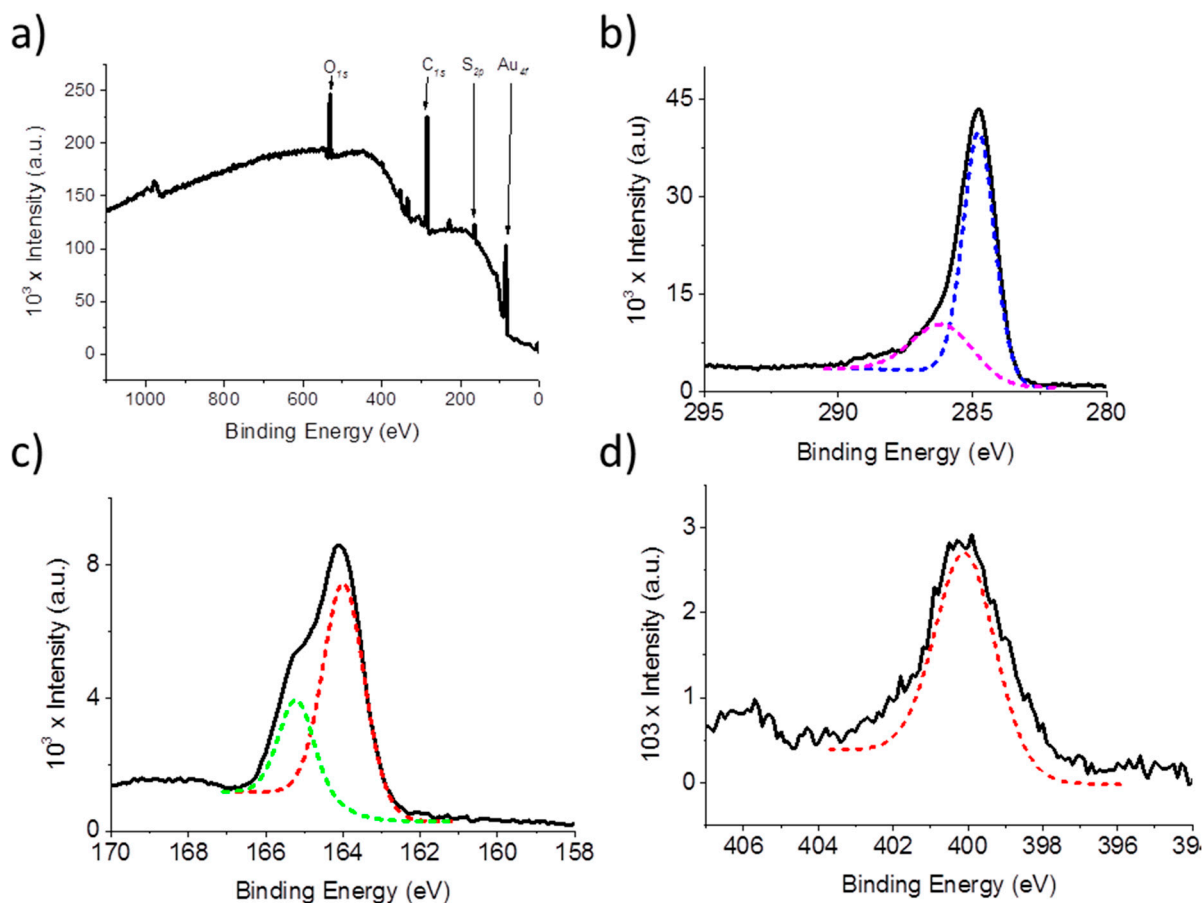 a)
O1s C1s S2p Au4f
250
200
150
100
50
0
10³ x Intensity (a.u.)
1000 800 600 400 200 0
Binding Energy (eV)
b)
45
30
15
0
10³ x Intensity (a.u.)
295 290 285 280
Binding Energy (eV)
c)
8
4
0
10³ x Intensity (a.u.)
170 168 166 164 162 160 158
Binding Energy (eV)
d)
3
2
1
0
103 x Intensity (a.u.)
406 404 402 400 398 396 394
Binding Energy (eV)